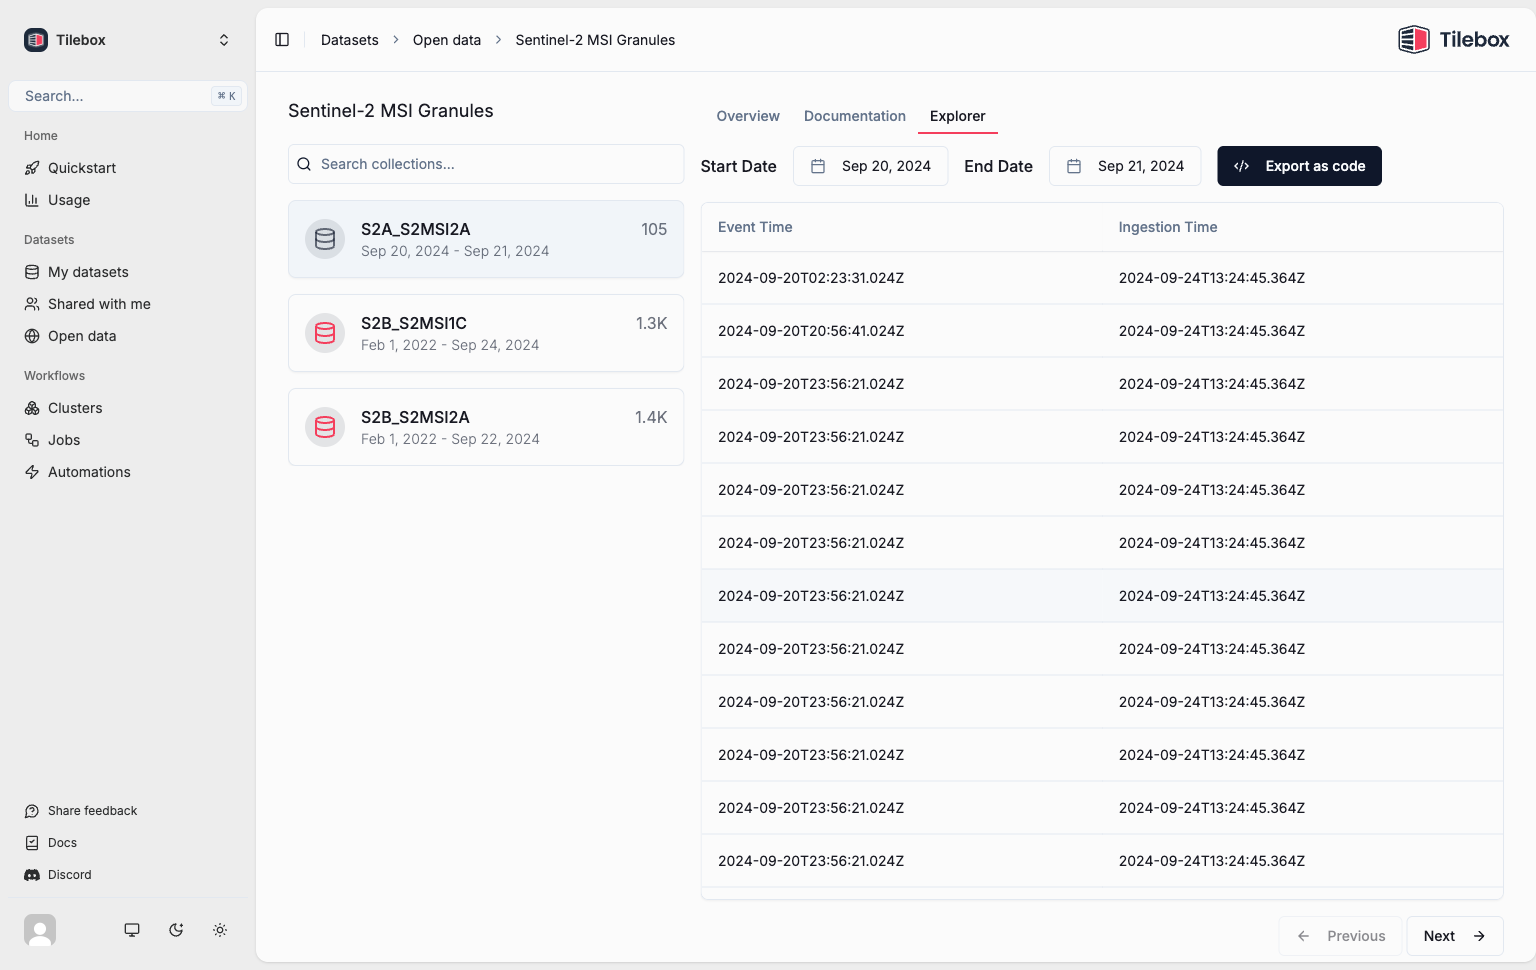 Tilebox
Search...
⌘ K
Home
Quickstart
Usage
Datasets
My datasets
Shared with me
Open data
Workflows
Clusters
Jobs
Automations
Share feedback
Docs
Discord
Datasets > Open data > Sentinel-2 MSI Granules
Tilebox
Sentinel-2 MSI Granules
Search collections...
S2A_S2MSI2A 105
Sep 20, 2024 - Sep 21, 2024
S2B_S2MSI1C 1.3K
Feb 1, 2022 - Sep 24, 2024
S2B_S2MSI2A 1.4K
Feb 1, 2022 - Sep 22, 2024
Overview Documentation Explorer
Start Date Sep 20, 2024 End Date Sep 21, 2024 Export as code
Event Time Ingestion Time
2024-09-20T02:23:31.024Z 2024-09-24T13:24:45.364Z
2024-09-20T20:56:41.024Z 2024-09-24T13:24:45.364Z
2024-09-20T23:56:21.024Z 2024-09-24T13:24:45.364Z
2024-09-20T23:56:21.024Z 2024-09-24T13:24:45.364Z
2024-09-20T23:56:21.024Z 2024-09-24T13:24:45.364Z
2024-09-20T23:56:21.024Z 2024-09-24T13:24:45.364Z
2024-09-20T23:56:21.024Z 2024-09-24T13:24:45.364Z
2024-09-20T23:56:21.024Z 2024-09-24T13:24:45.364Z
2024-09-20T23:56:21.024Z 2024-09-24T13:24:45.364Z
2024-09-20T23:56:21.024Z 2024-09-24T13:24:45.364Z
2024-09-20T23:56:21.024Z 2024-09-24T13:24:45.364Z
2024-09-20T23:56:21.024Z 2024-09-24T13:24:45.364Z
Previous Next